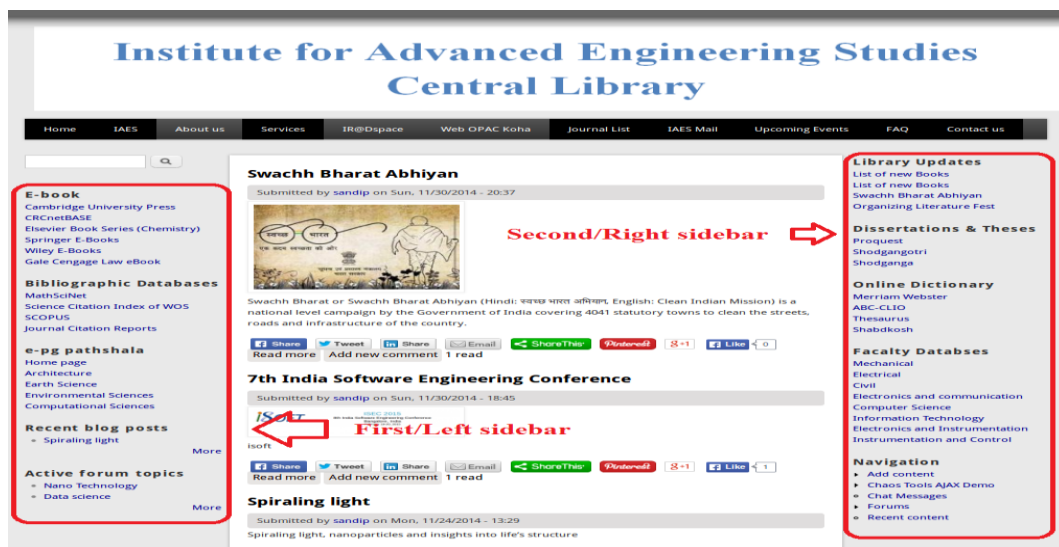 Institute for Advanced Engineering Studies
Central Library
Home IAES About us Services IR@Dspace Web OPAC Koha Journal List IAES Mail Upcoming Events FAQ Contact us
E-book
Cambridge University Press
CRCnetBASE
Elsevier Book Series (Chemistry)
Springer E-Books
Wiley E-Books
Gale Cengage Law eBook
Bibliographic Databases
MathSciNet
Science Citation Index of WOS
SCOPUS
Journal Citation Reports
e-pg pathshala
Home page
Architecture
Earth Science
Environmental Sciences
Computational Sciences
Recent blog posts
Spiraling light
More
Active forum topics
Nano Technology
Data science
More
Swachh Bharat Abhiyan
Submitted by sandip on Sun, 11/30/2014 - 20:37
स्वच्छ भारत
एक कदम स्वच्छता की ओर
Second/Right sidebar
Swachh Bharat or Swachh Bharat Abhiyan (Hindi: स्वच्छ भारत अभियान, English: Clean Indian Mission) is a
national level campaign by the Government of India covering 4041 statutory towns to clean the streets,
roads and infrastructure of the country.
Share Tweet Share Email ShareThis Pinterest g+1 Like 0
Read more Add new comment 1 read
7th India Software Engineering Conference
Submitted by sandip on Sun, 11/30/2014 - 18:45
iSOFT
ISEC 2015
First/Left sidebar
isoft
Share Tweet Share Email ShareThis Pinterest g+1 Like 1
Read more Add new comment 1 read
Spiraling light
Submitted by sandip on Mon, 11/24/2014 - 13:29
Spiraling light, nanoparticles and insights into life's structure
Library Updates
List of new Books
List of new Books
Swachh Bharat Abhiyan
Organizing Literature Fest
Dissertations & Theses
Proquest
Shodgangotri
Shodganga
Online Dictionary
Merriam Webster
ABC-CLIO
Thesaurus
Shabdkosh
Facalty Databses
Mechanical
Electrical
Civil
Electronics and communication
Computer Science
Information Technology
Electronics and Instrumentation
Instrumentation and Control
Navigation
Add content
Chaos Tools AJAX Demo
Chat Messages
Forums
Recent content